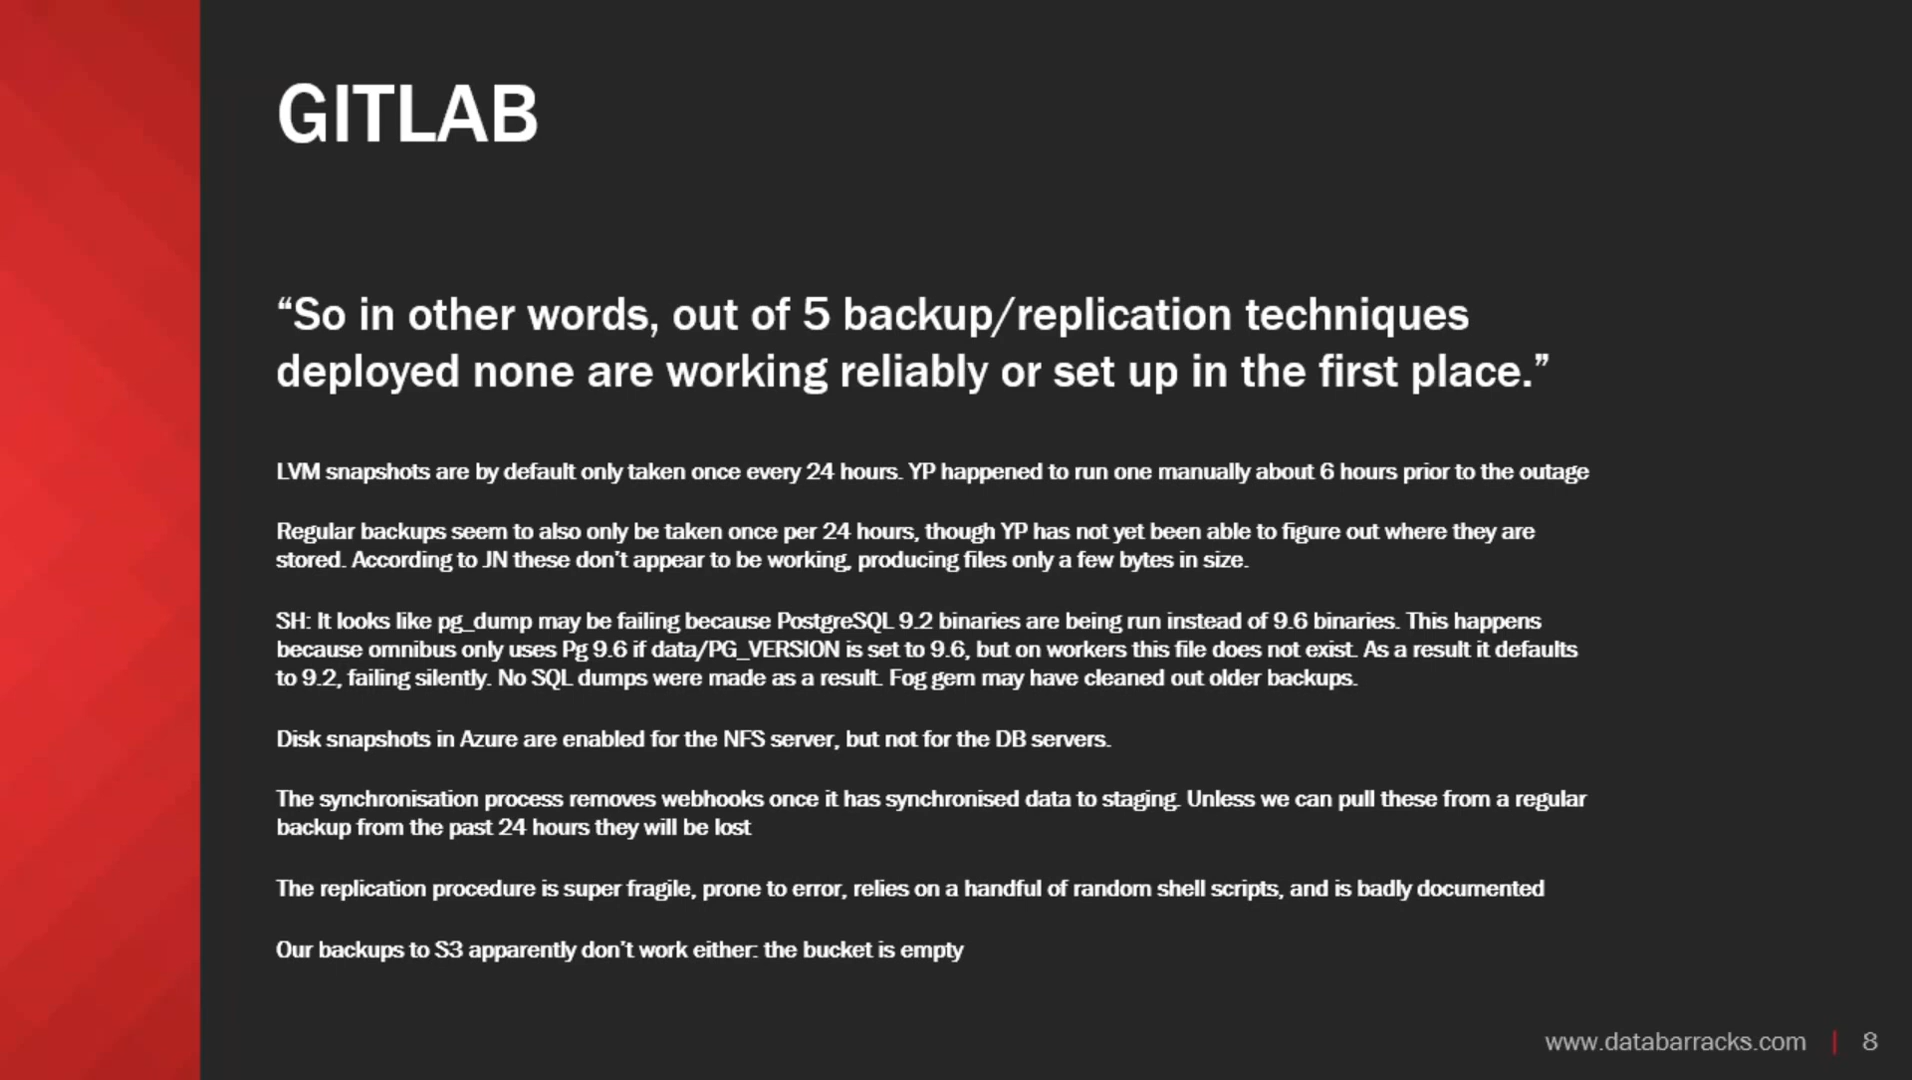 GITLAB
“So in other words, out of 5 backup/replication techniques
deployed none are working reliably or set up in the first place.”
LVM snapshots are by default only taken once every 24 hours. YP happened to run one manually about 6 hours prior to the outage
Regular backups seem to also only be taken once per 24 hours, though YP has not yet been able to figure out where they are
stored. According to JN these don’t appear to be working, producing files only a few bytes in size.
SH: It looks like pg_dump may be failing because PostgreSQL 9.2 binaries are being run instead of 9.6 binaries. This happens
because omnibus only uses Pg 9.6 if data/PG_VERSION is set to 9.6, but on workers this file does not exist. As a result it defaults
to 9.2, failing silently. No SQL dumps were made as a result. Fog gem may have cleaned out older backups.
Disk snapshots in Azure are enabled for the NFS server, but not for the DB servers.
The synchronisation process removes webhooks once it has synchronised data to staging. Unless we can pull these from a regular
backup from the past 24 hours they will be lost
The replication procedure is super fragile, prone to error, relies on a handful of random shell scripts, and is badly documented
Our backups to S3 apparently don’t work either: the bucket is empty
www.databarracks.com | 8